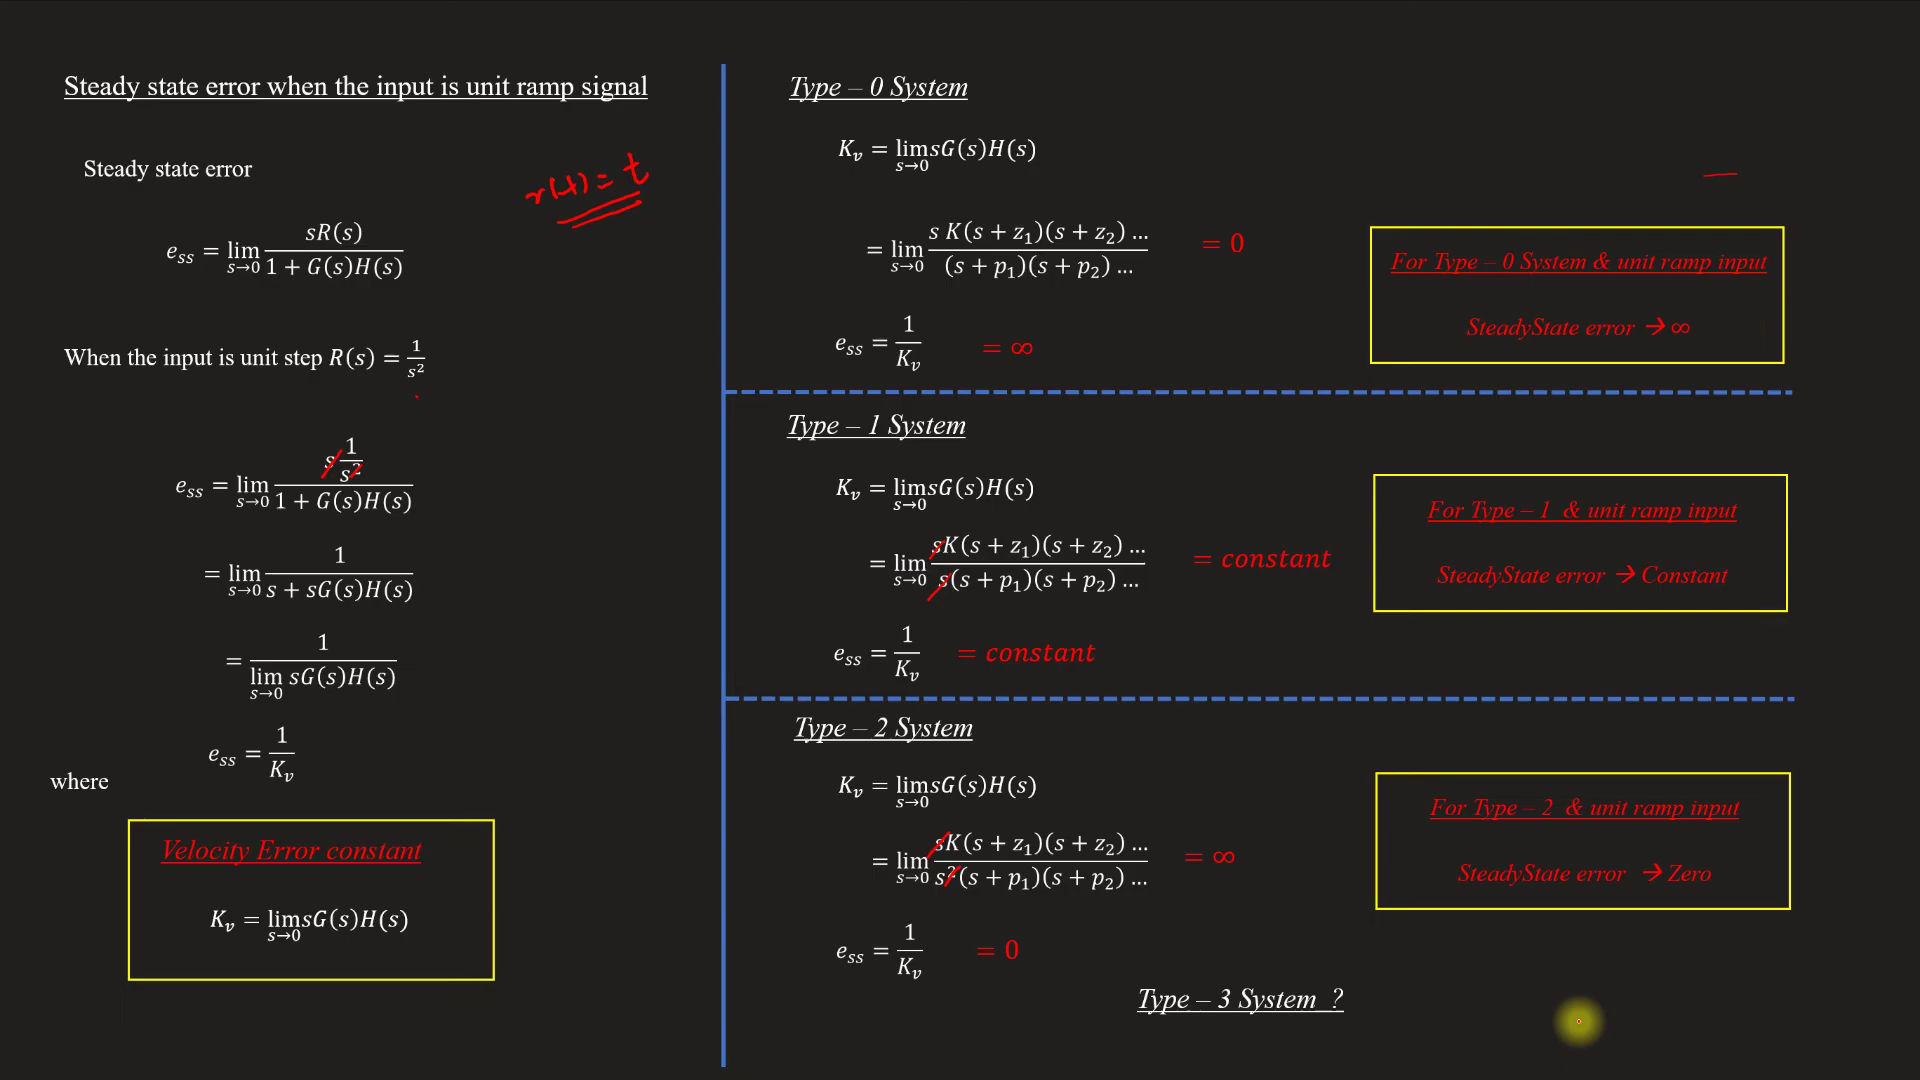 Steady state error when the input is unit ramp signal
Steady state error
r(t) = t
e_ss = lim_{s→0} sR(s) / (1 + G(s)H(s))
When the input is unit step R(s) = 1/s²
e_ss = lim_{s→0} s 1/s² / (1 + G(s)H(s))
= lim_{s→0} 1 / (s + sG(s)H(s))
= 1 / lim_{s→0} sG(s)H(s)
e_ss = 1/K_v
where
Velocity Error constant
K_v = lim_{s→0} sG(s)H(s)
Type – 0 System
K_v = lim_{s→0} sG(s)H(s)
= lim_{s→0} s K(s + z₁)(s + z₂) … / (s + p₁)(s + p₂) … = 0
e_ss = 1/K_v = ∞
For Type – 0 System & unit ramp input
SteadyState error → ∞
Type – 1 System
K_v = lim_{s→0} sG(s)H(s)
= lim_{s→0} sK(s + z₁)(s + z₂) … / s(s + p₁)(s + p₂) … = constant
e_ss = 1/K_v = constant
For Type – 1 & unit ramp input
SteadyState error → Constant
Type – 2 System
K_v = lim_{s→0} sG(s)H(s)
= lim_{s→0} sK(s + z₁)(s + z₂) … / s²(s + p₁)(s + p₂) … = ∞
e_ss = 1/K_v = 0
For Type – 2 & unit ramp input
SteadyState error → Zero
Type – 3 System ?